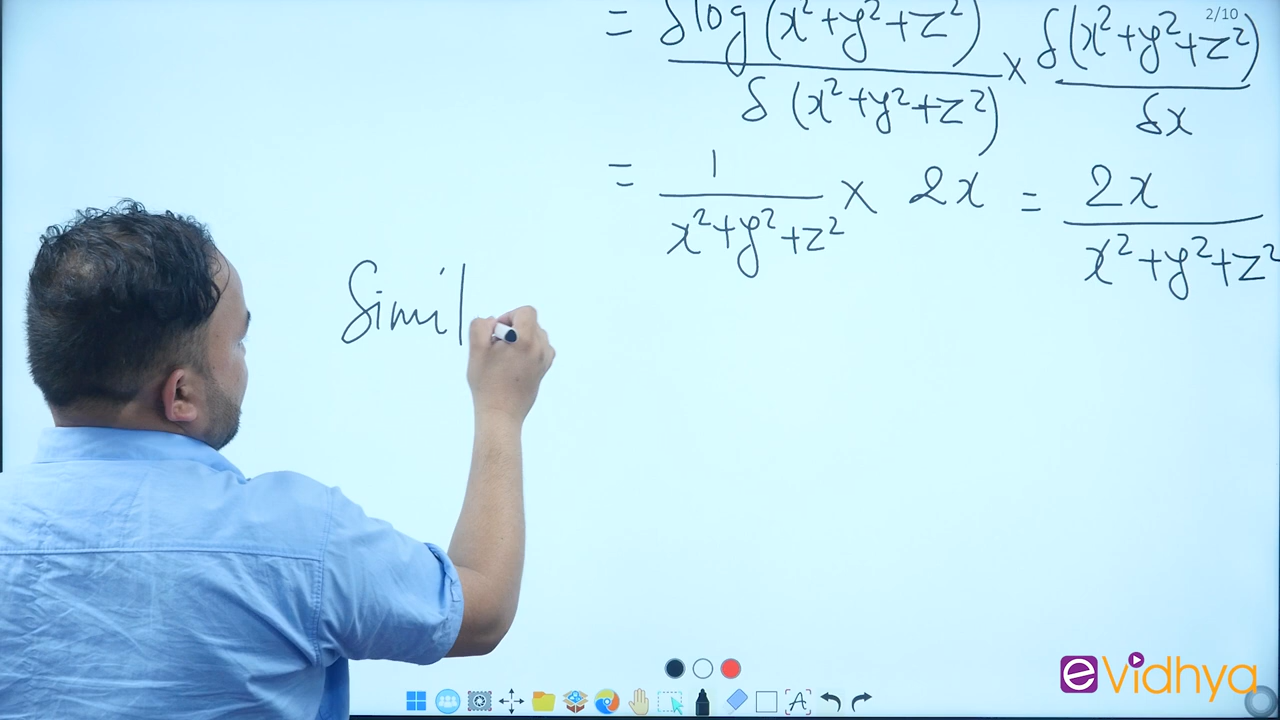 2/10
= δlog(x²+y²+z²) / δ(x²+y²+z²) × δ(x²+y²+z²) / δx
= 1 / x²+y²+z² × 2x = 2x / x²+y²+z²
Simil
eVidhya